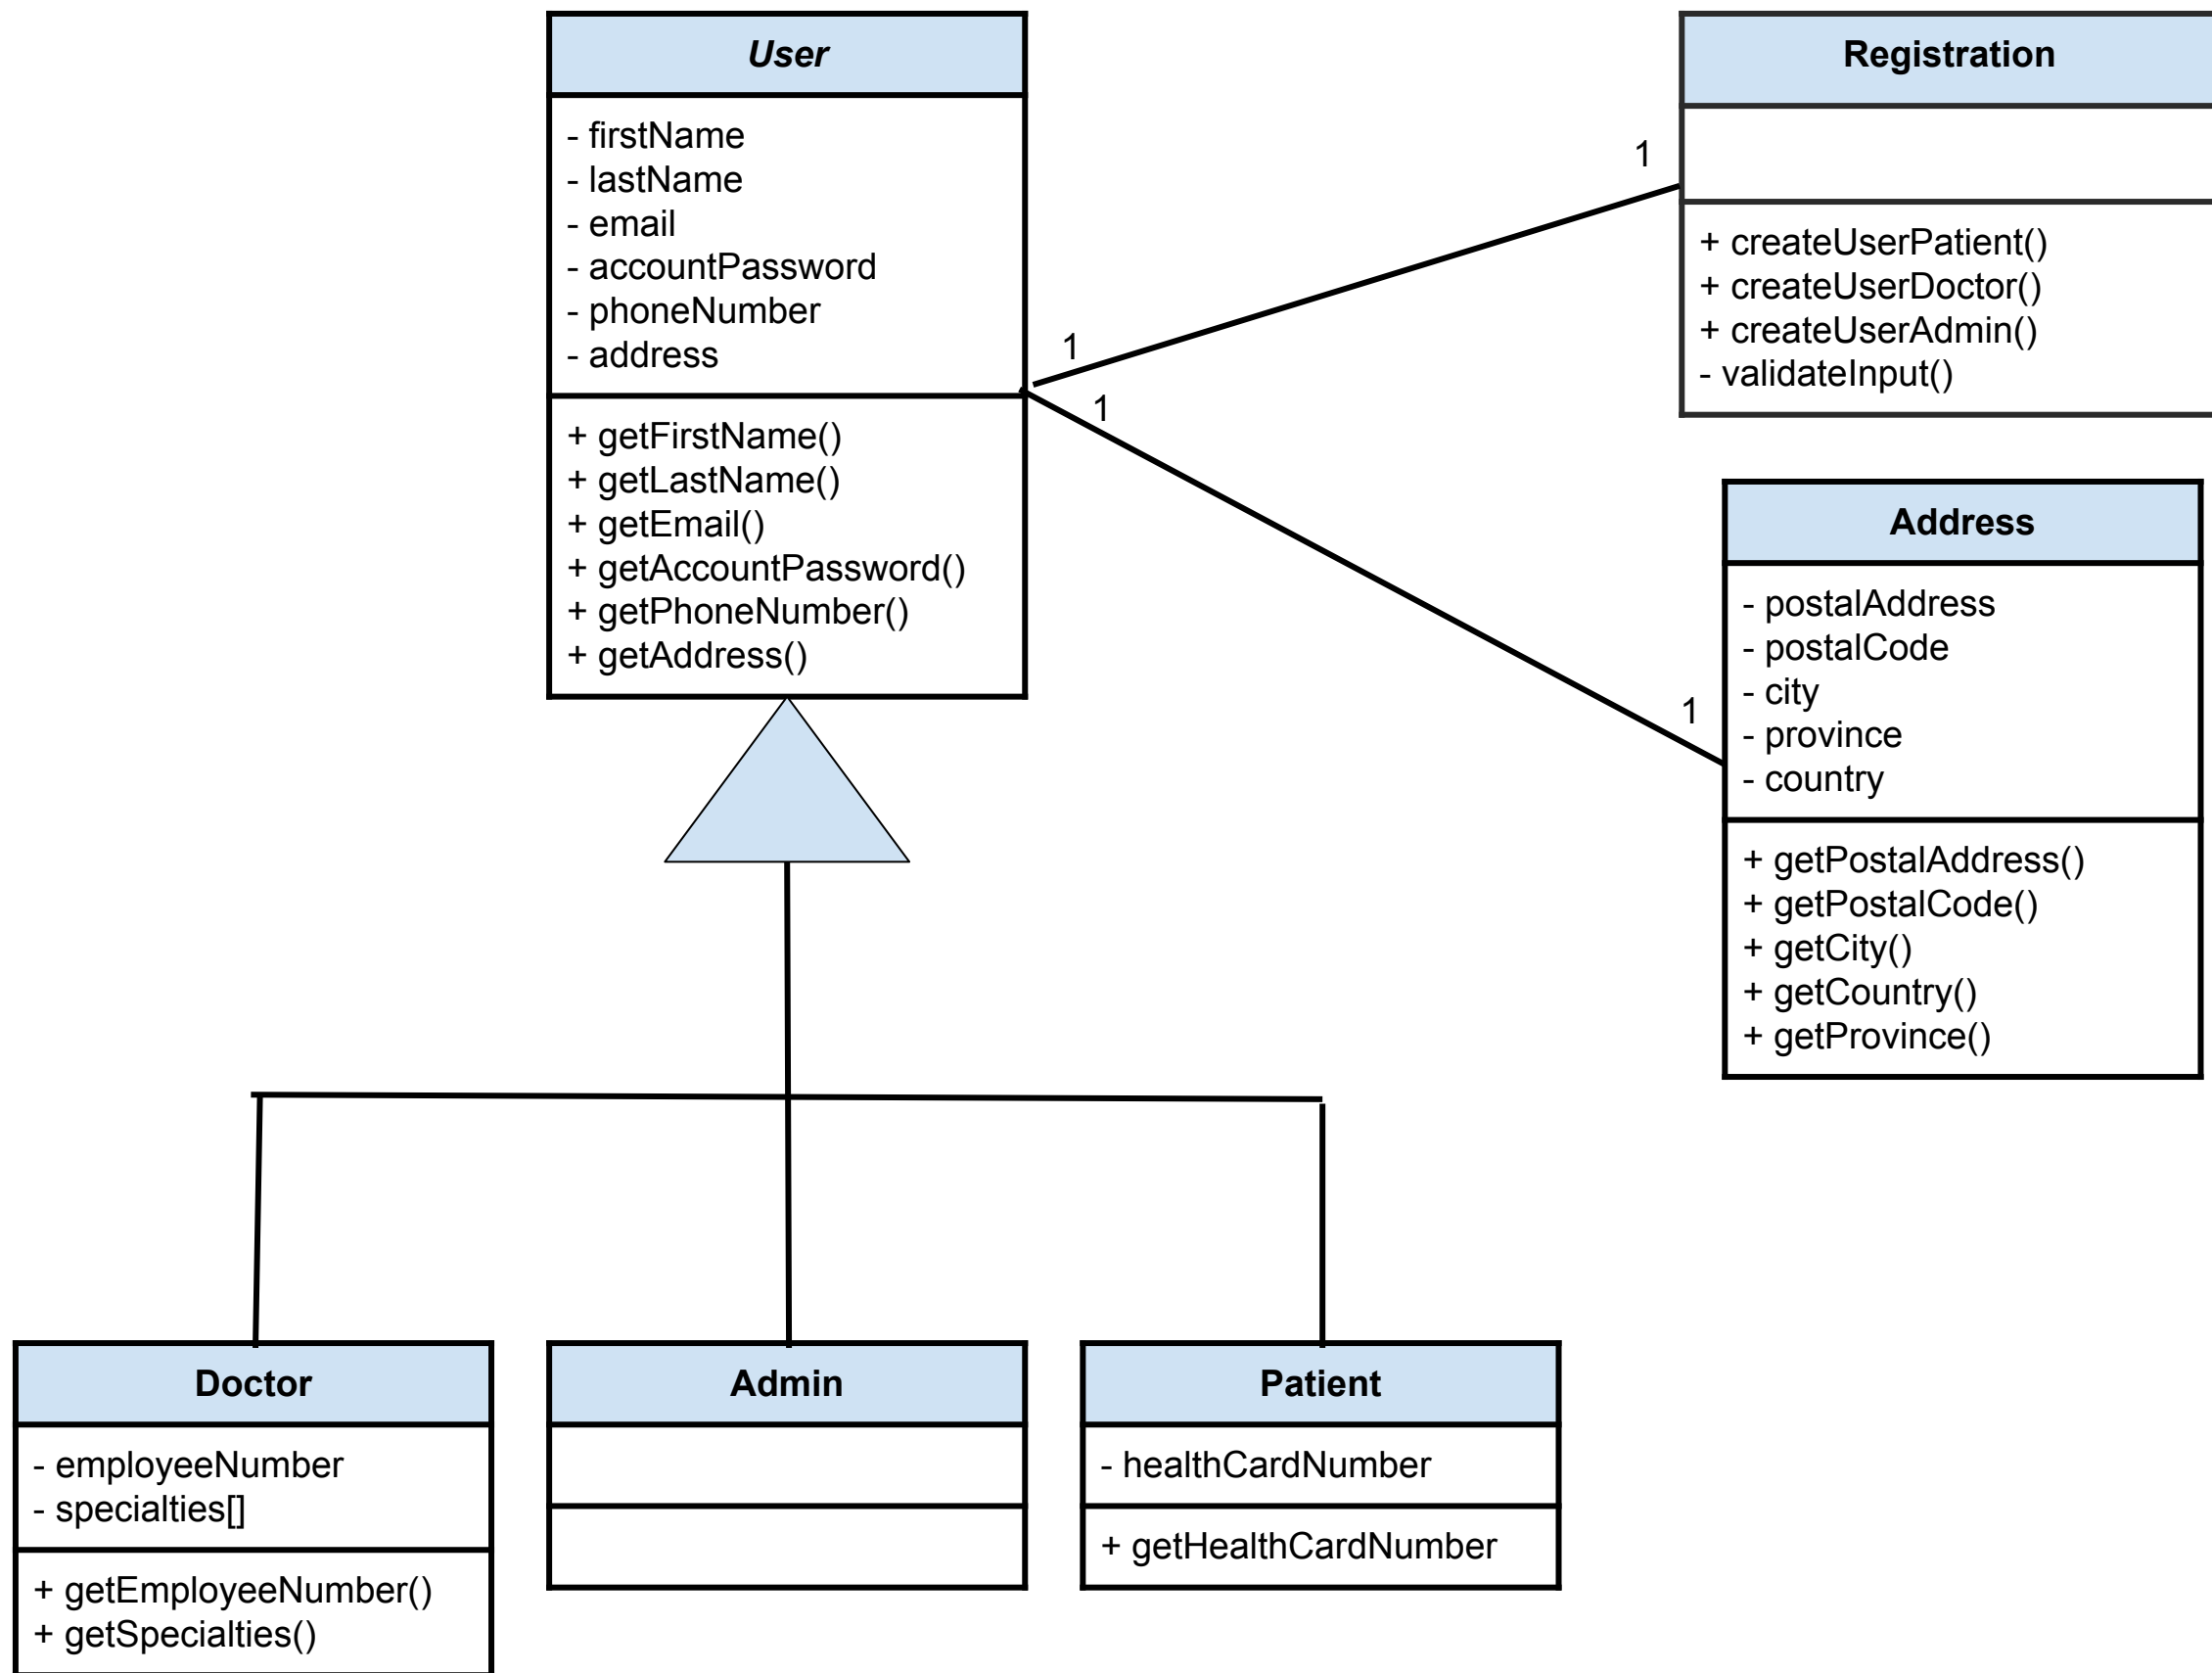 User
- firstName
- lastName
- email
- accountPassword
- phoneNumber
- address
+ getFirstName()
+ getLastName()
+ getEmail()
+ getAccountPassword()
+ getPhoneNumber()
+ getAddress()
1
1
1
1
Registration
+ createUserPatient()
+ createUserDoctor()
+ createUserAdmin()
- validateInput()
Address
- postalAddress
- postalCode
- city
- province
- country
+ getPostalAddress()
+ getPostalCode()
+ getCity()
+ getCountry()
+ getProvince()
Doctor
- employeeNumber
- specialties[]
+ getEmployeeNumber()
+ getSpecialties()
Admin
Patient
- healthCardNumber
+ getHealthCardNumber